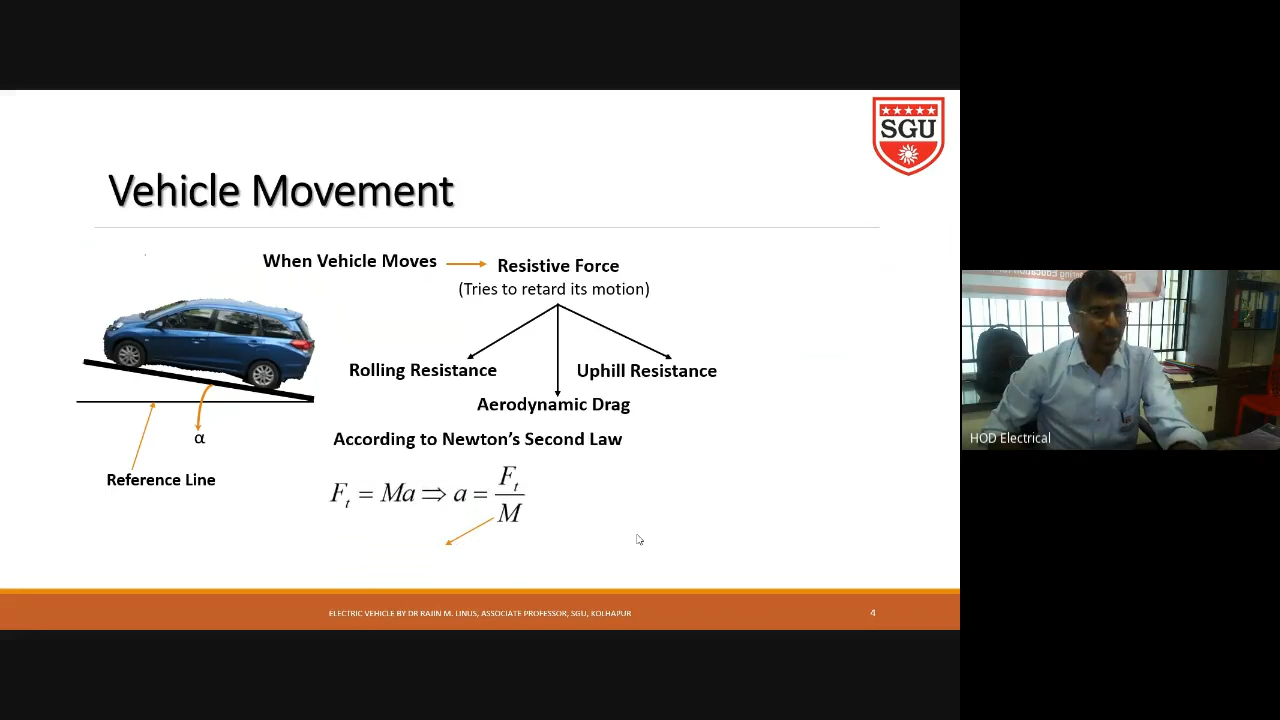 SGU
Vehicle Movement
When Vehicle Moves
Resistive Force
(Tries to retard its motion)
Rolling Resistance
Uphill Resistance
Aerodynamic Drag
α
Reference Line
According to Newton's Second Law
F_t = Ma ⇒ a = F_t / M
ELECTRIC VEHICLE BY DR RAJIN M. LINUS, ASSOCIATE PROFESSOR, SGU, KOLHAPUR
4
HOD Electrical